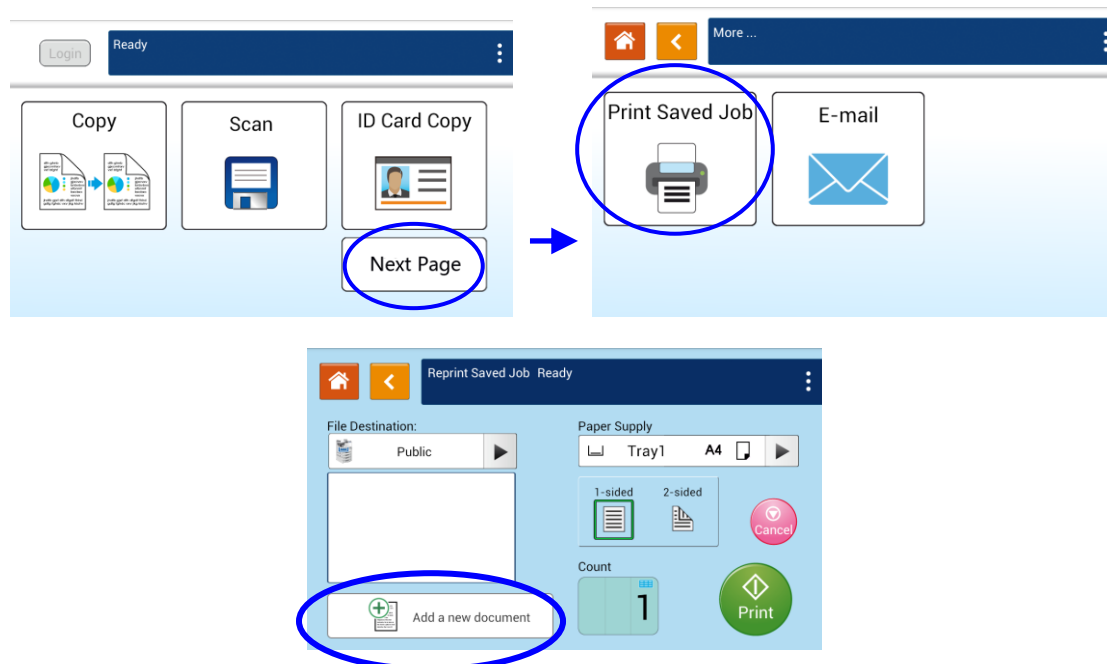 Login
Ready
Copy
Scan
ID Card Copy
Next Page
More ...
Print Saved Job
E-mail
Reprint Saved Job Ready
File Destination:
Public
Add a new document
Paper Supply
Tray1 A4
1-sided 2-sided
Cancel
Count
1
Print